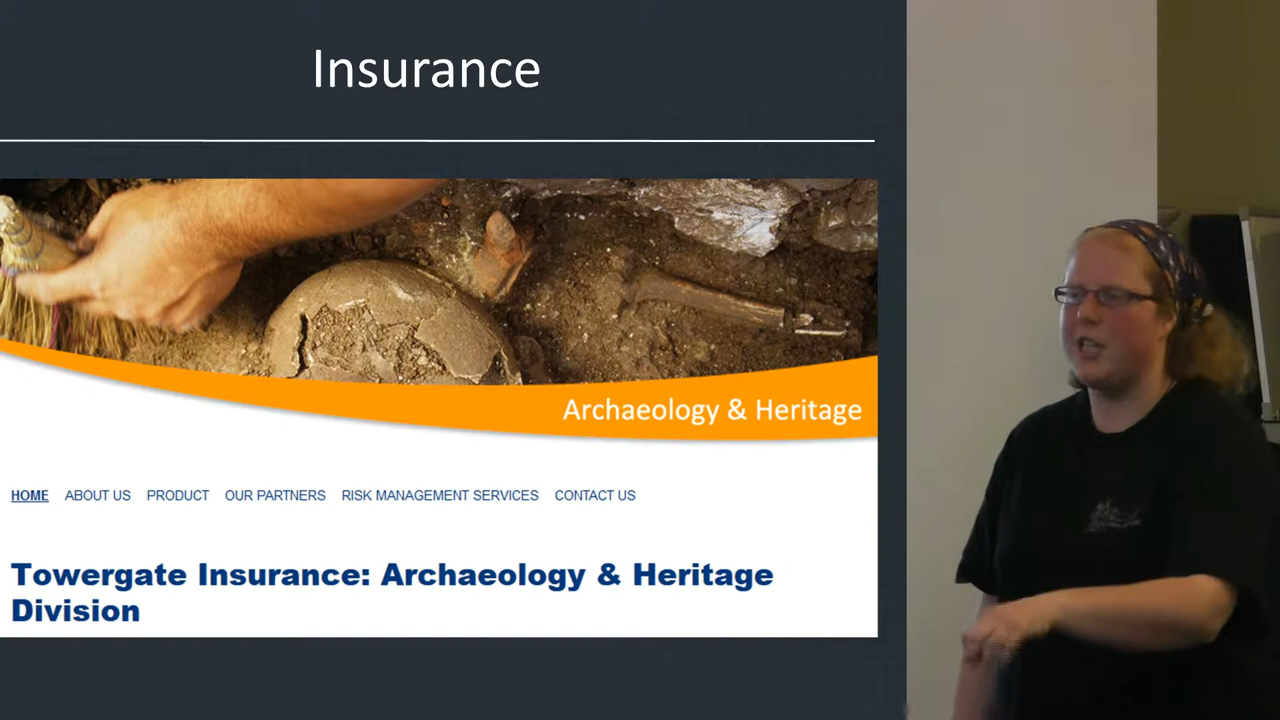 Insurance
Archaeology & Heritage
HOME ABOUT US PRODUCT OUR PARTNERS RISK MANAGEMENT SERVICES CONTACT US
Towergate Insurance: Archaeology & Heritage
Division